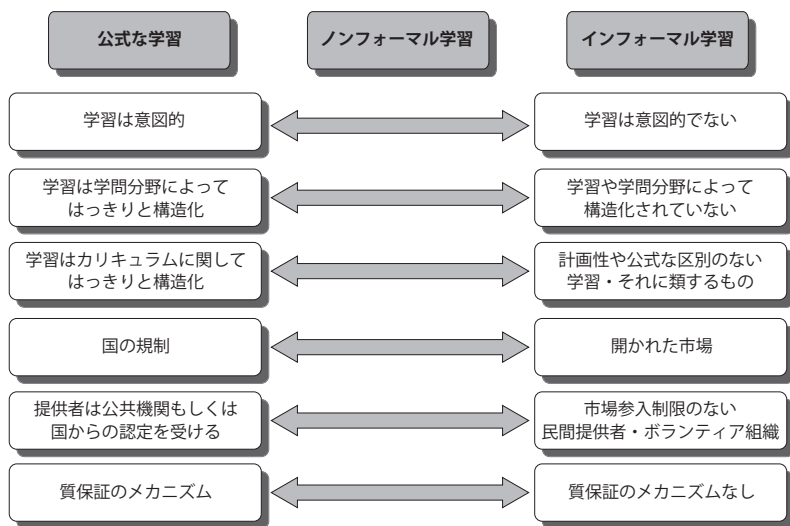 公式な学習
ノンフォーマル学習
インフォーマル学習
学習は意図的
学習は意図的でない
学習は学問分野によって
はっきりと構造化
学習や学問分野によって
構造化されていない
学習はカリキュラムに関して
はっきりと構造化
計画性や公式な区別のない
学習・それに類するもの
国の規制
開かれた市場
提供者は公共機関もしくは
国からの認定を受ける
市場参入制限のない
民間提供者・ボランティア組織
質保証のメカニズム
質保証のメカニズムなし